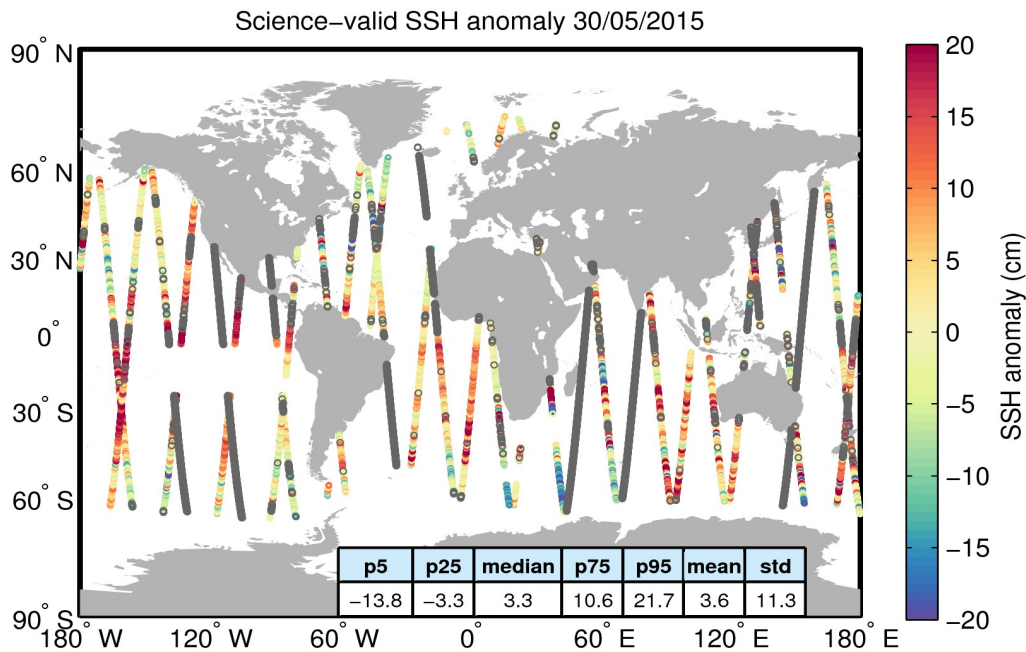 Science−valid SSH anomaly 30/05/2015
90° N
60° N
30° N
0°
30° S
60° S
90° S
180° W
120° W
60° W
0°
60° E
120° E
180° E
p5 p25 median p75 p95 mean std
−13.8 −3.3 3.3 10.6 21.7 3.6 11.3
20
15
10
5
0
−5
−10
−15
−20
SSH anomaly (cm)